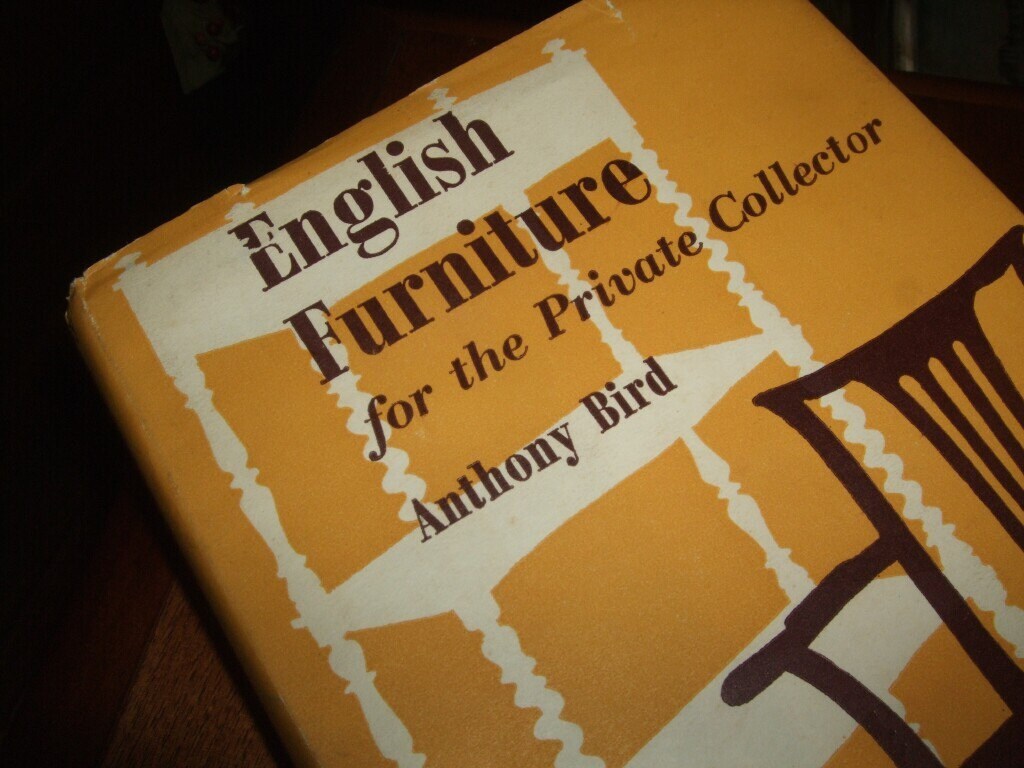 English
Furniture
for the Private Collector
Anthony Bird